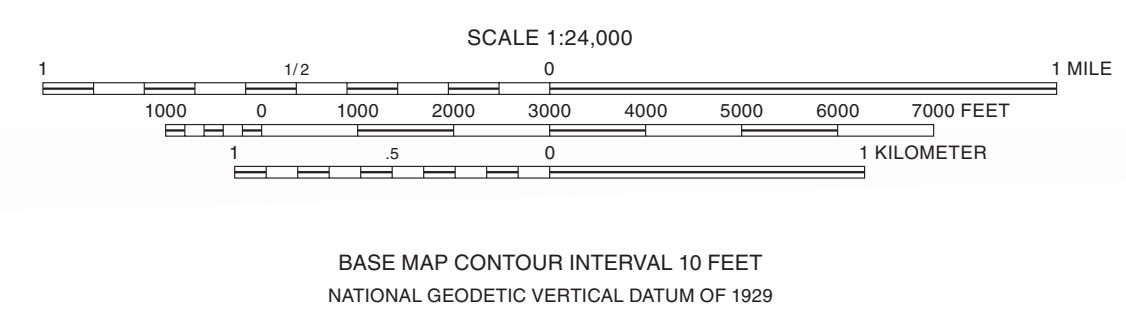 SCALE 1:24,000
1 1/2 0 1 MILE
1000 0 1000 2000 3000 4000 5000 6000 7000 FEET
1 .5 0 1 KILOMETER
BASE MAP CONTOUR INTERVAL 10 FEET
NATIONAL GEODETIC VERTICAL DATUM OF 1929